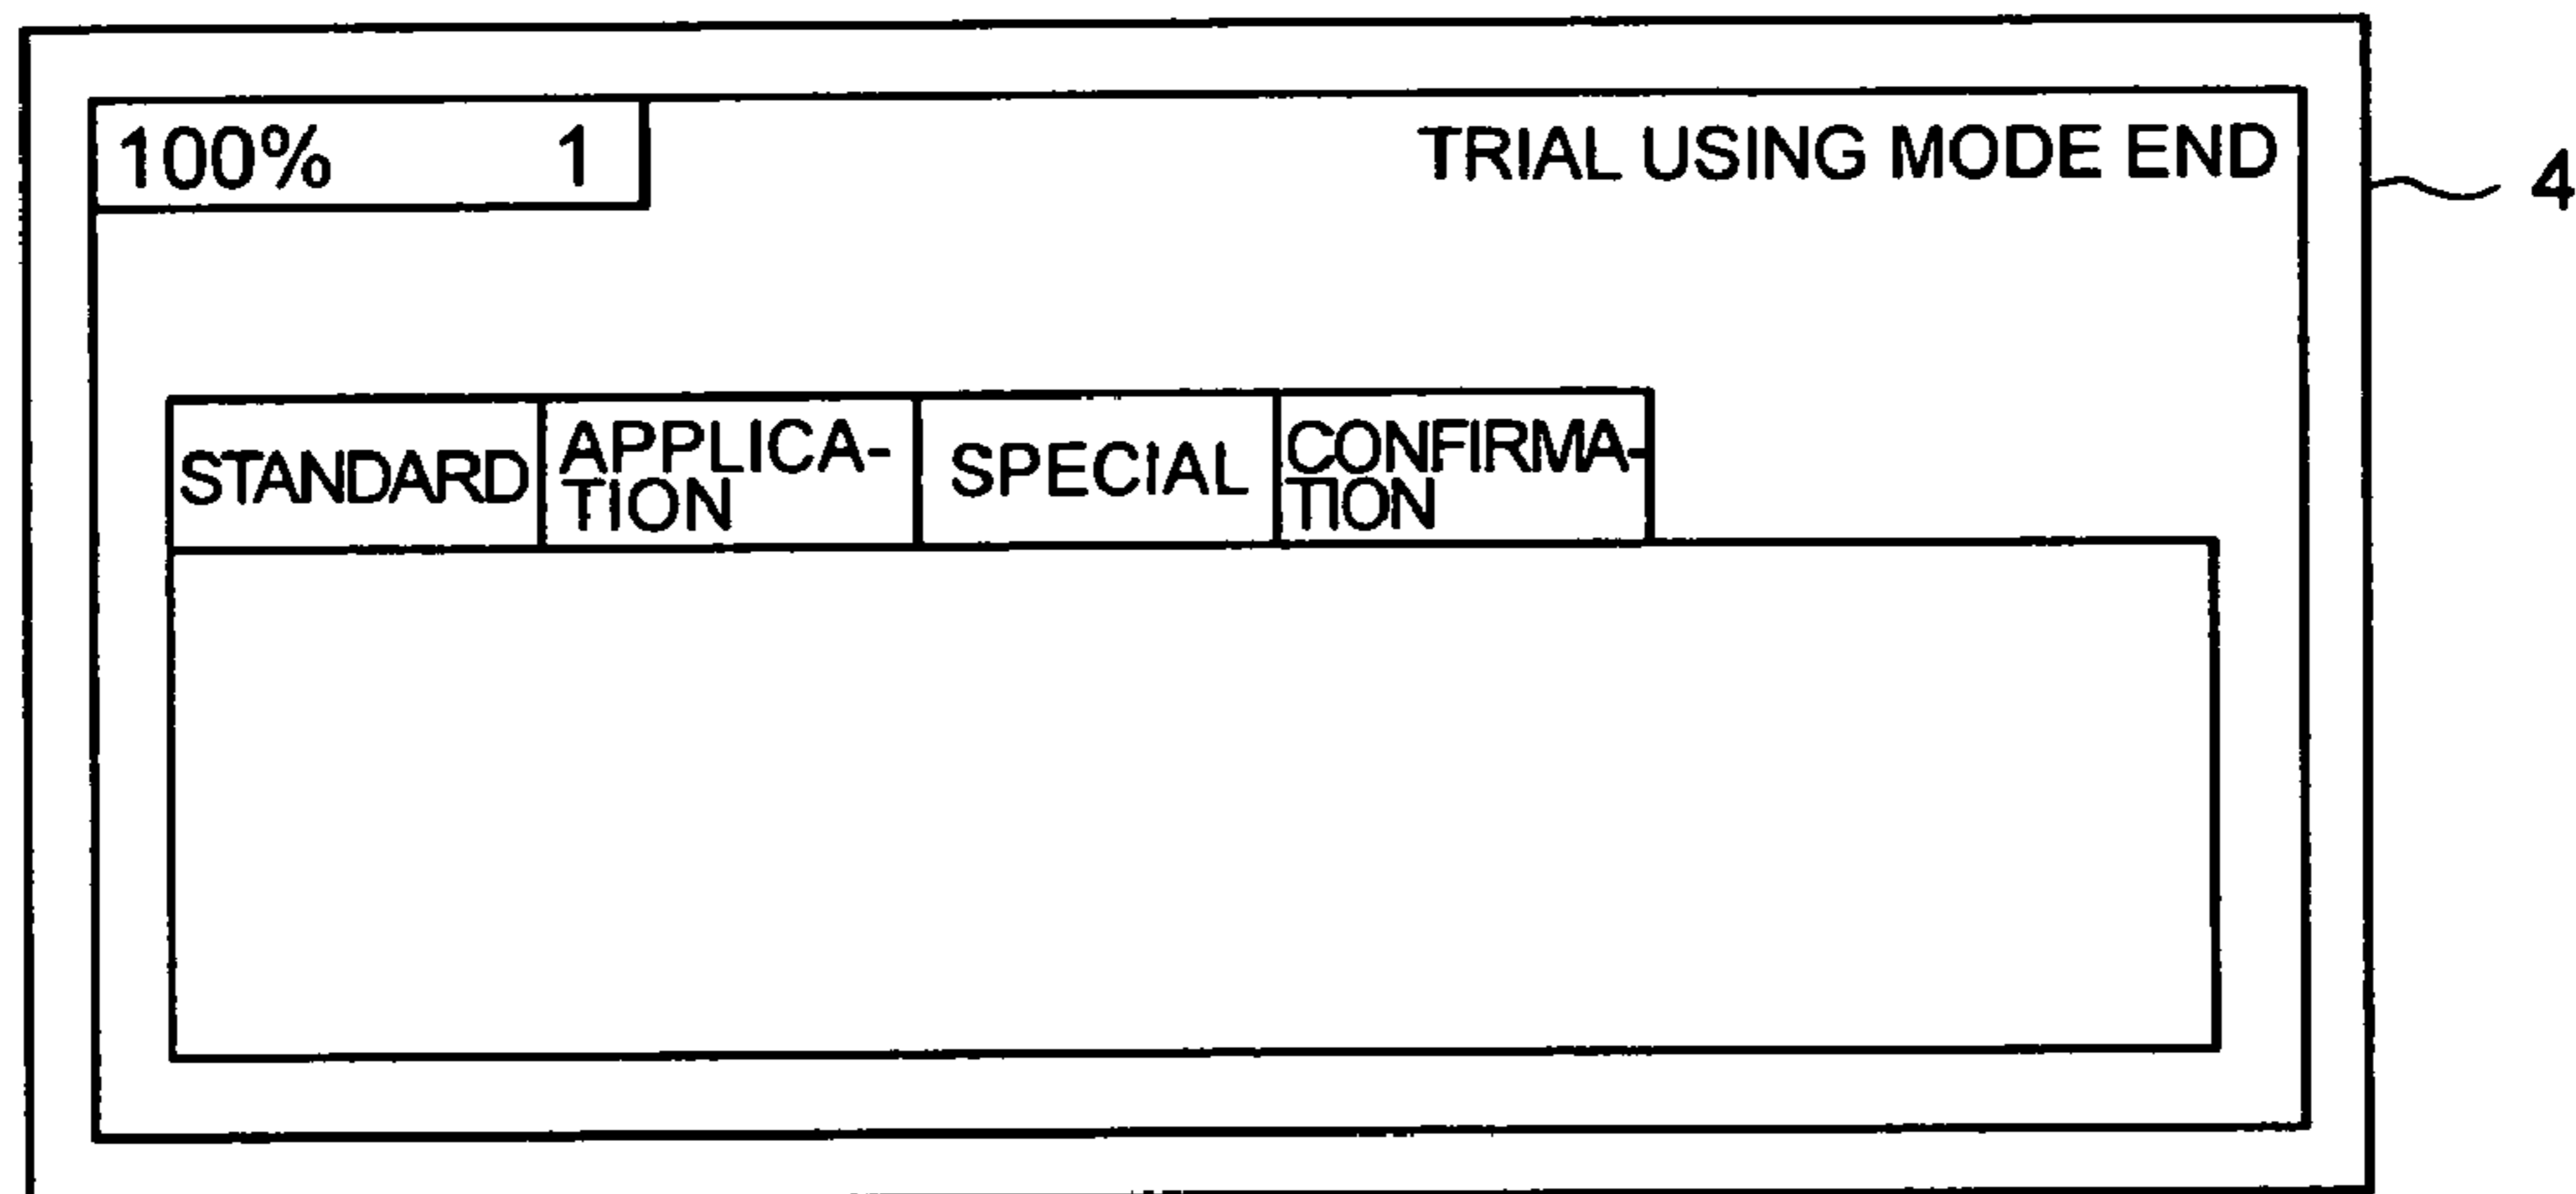 100% 1
TRIAL USING MODE END
4
STANDARD
APPLICA-
TION
SPECIAL
CONFIRMA-
TION